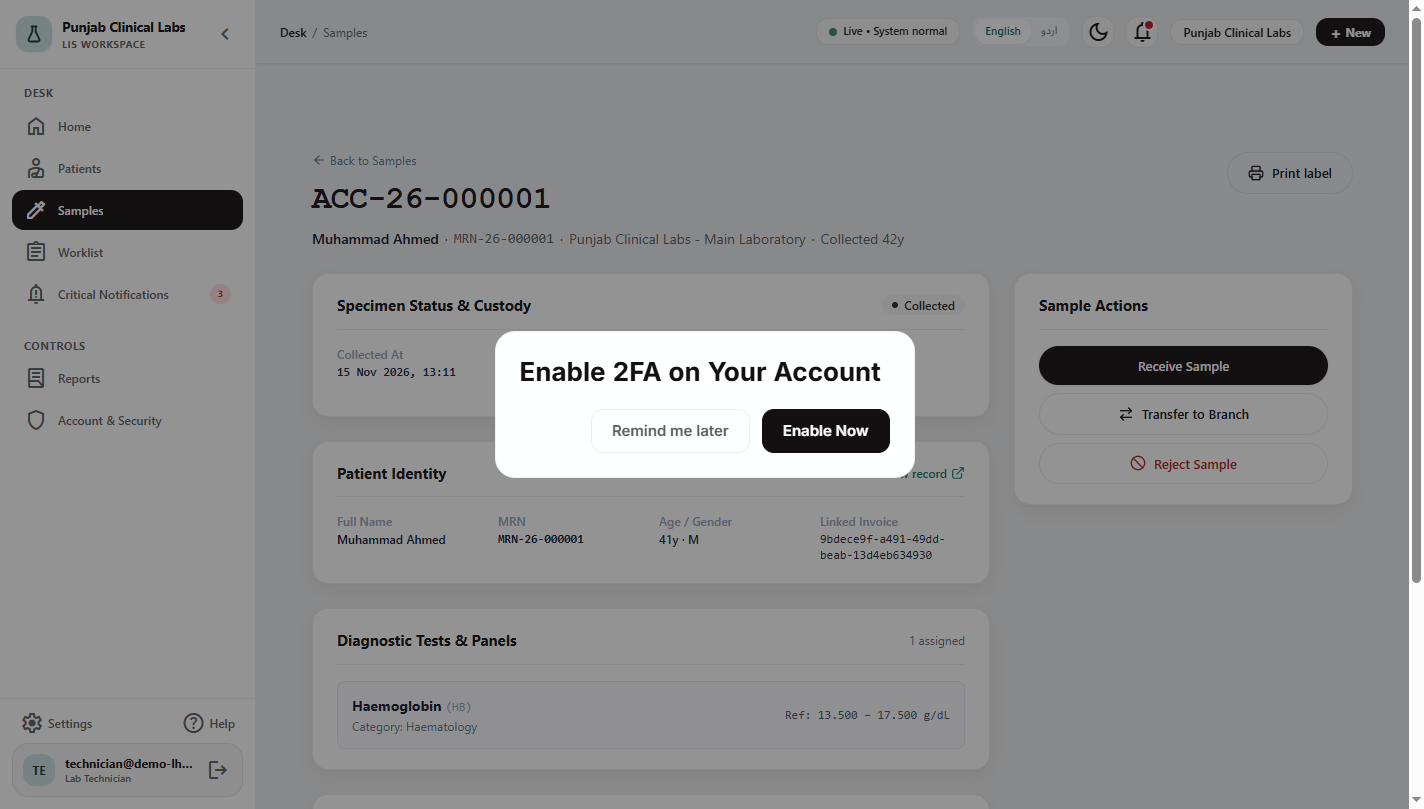 Punjab Clinical Labs
LIS WORKSPACE
Desk / Samples
Live • System normal
English
اردو
Punjab Clinical Labs
+ New
DESK
Home
Patients
Samples
Worklist
Critical Notifications
3
CONTROLS
Reports
Account & Security
Settings
Help
TE
technician@demo-lh...
Lab Technician
Back to Samples
ACC-26-000001
Muhammad Ahmed · MRN-26-000001 · Punjab Clinical Labs - Main Laboratory · Collected 42y
Print label
Specimen Status & Custody
Collected
Collected At
15 Nov 2026, 13:11
Enable 2FA on Your Account
Remind me later
Enable Now
Patient Identity
record
Full Name
Muhammad Ahmed
MRN
MRN-26-000001
Age / Gender
41y · M
Linked Invoice
9bdece9f-a491-49dd-
beab-13d4eb634930
Diagnostic Tests & Panels
1 assigned
Haemoglobin (HB)
Category: Haematology
Ref: 13.500 – 17.500 g/dL
Sample Actions
Receive Sample
Transfer to Branch
Reject Sample